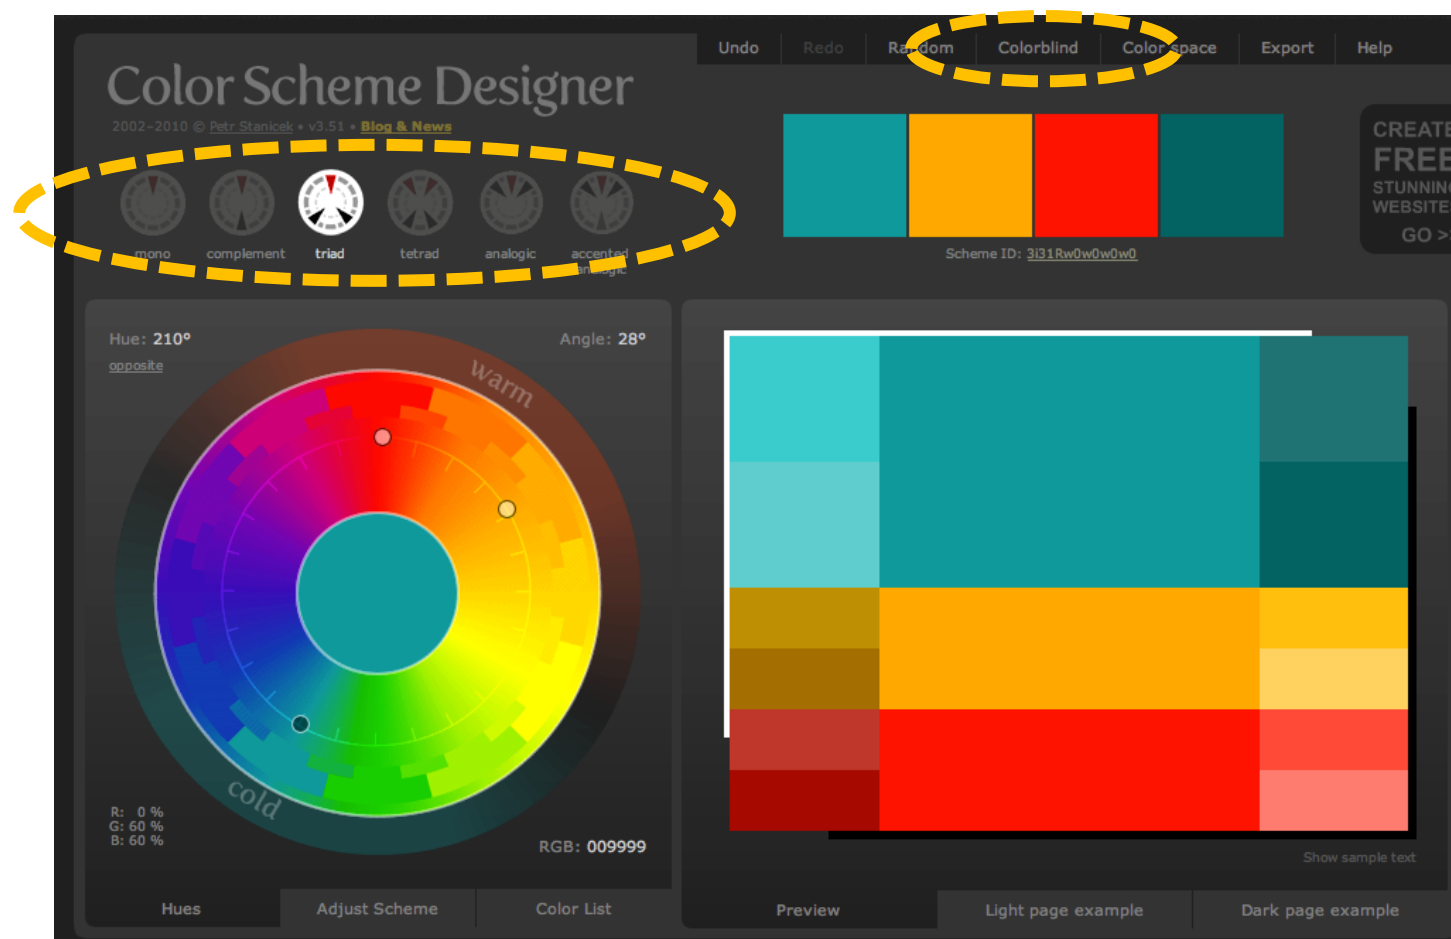 Undo Redo Random Colorblind Color space Export Help
Color Scheme Designer
2002–2010 © Petr Stanicek • v3.51 • Blog & News
mono complement triad tetrad analogic accented
analogic
Scheme ID: 3i31Rw0w0w0w0
CREATE
FREE
STUNNING
WEBSITE
GO >
Hue: 210°
opposite
Angle: 28°
warm
cold
R: 0 %
G: 60 %
B: 60 %
RGB: 009999
Hues Adjust Scheme Color List
Show sample text
Preview Light page example Dark page example